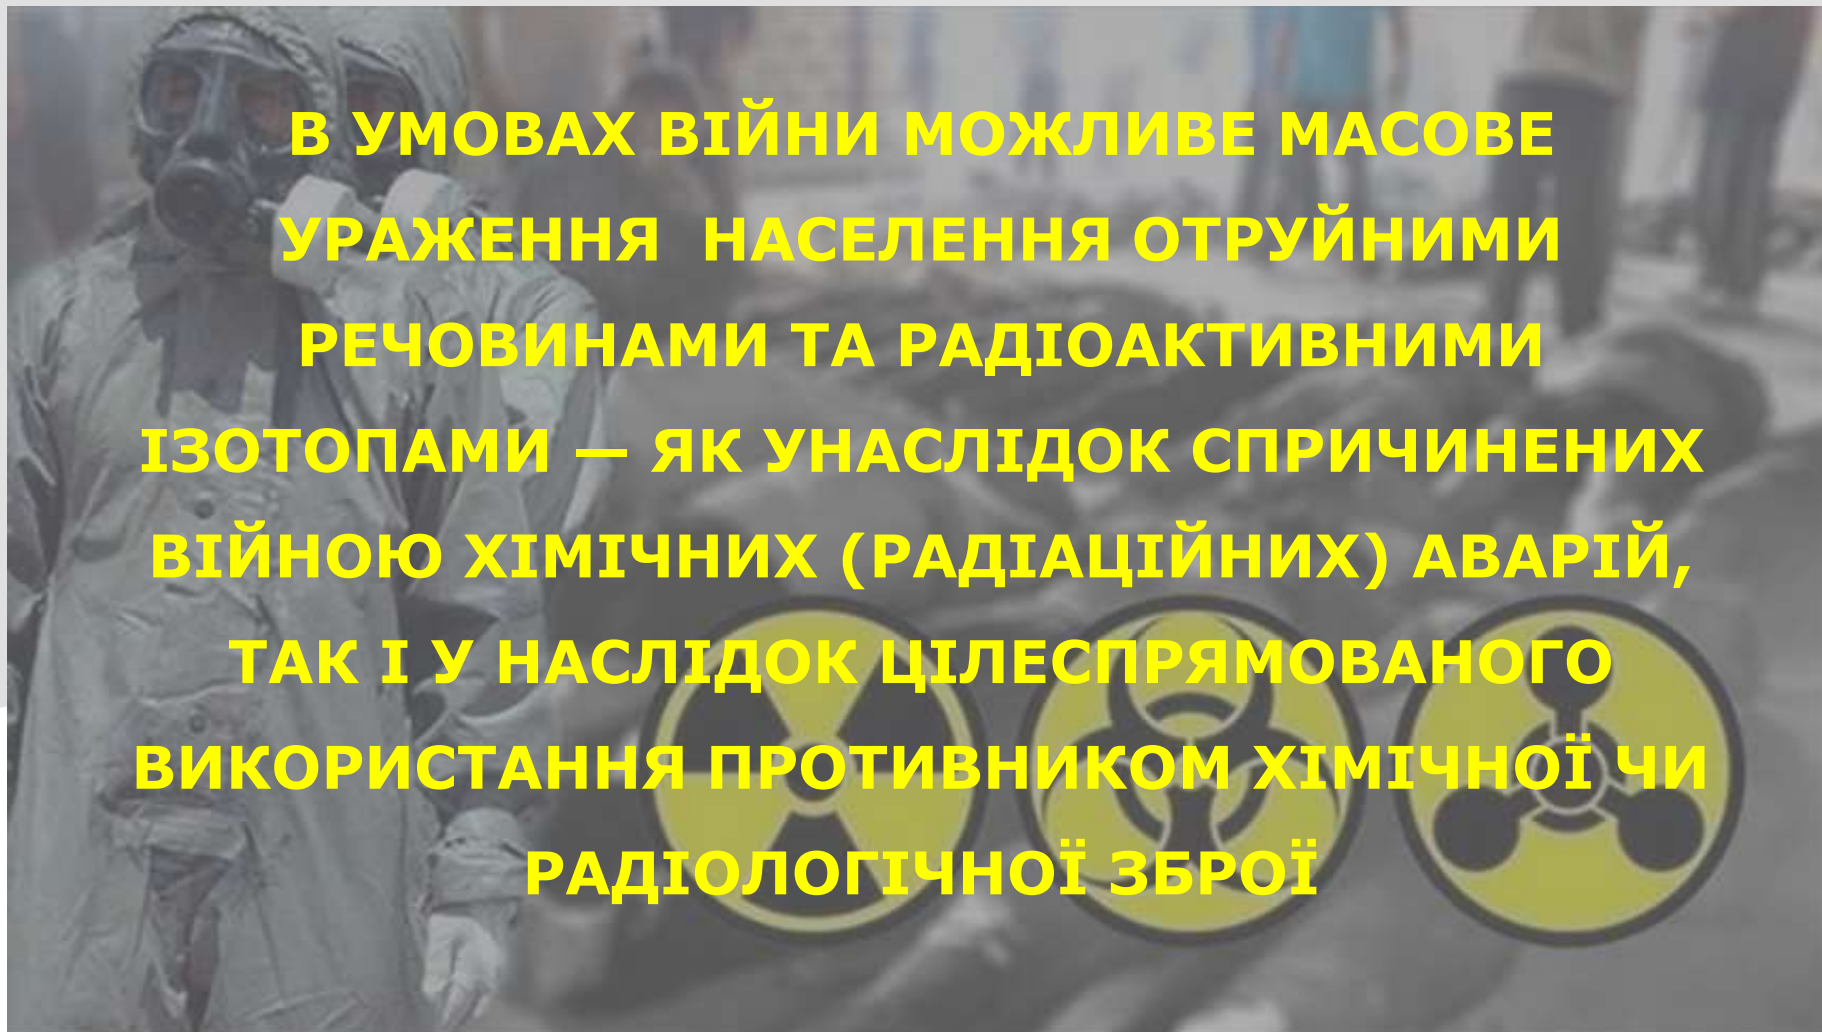 В УМОВАХ ВІЙНИ МОЖЛИВЕ МАСОВЕ
УРАЖЕННЯ  НАСЕЛЕННЯ ОТРУЙНИМИ
РЕЧОВИНАМИ ТА РАДІОАКТИВНИМИ
ІЗОТОПАМИ — ЯК УНАСЛІДОК СПРИЧИНЕНИХ
ВІЙНОЮ ХІМІЧНИХ (РАДІАЦІЙНИХ) АВАРІЙ,
ТАК І У НАСЛІДОК ЦІЛЕСПРЯМОВАНОГО
ВИКОРИСТАННЯ ПРОТИВНИКОМ ХІМІЧНОЇ ЧИ
РАДІОЛОГІЧНОЇ ЗБРОЇ